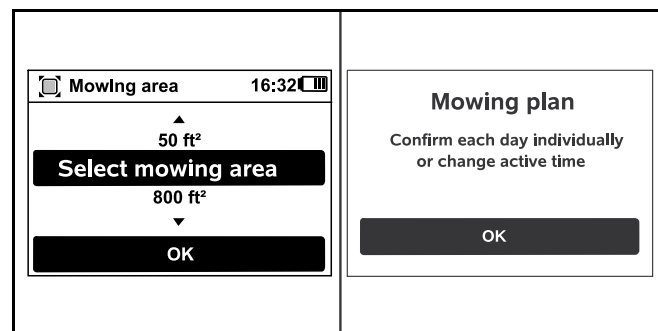 Mowing area 16:32
50 ft²
Select mowing area
800 ft²
OK
Mowing plan
Confirm each day individually
or change active time
OK